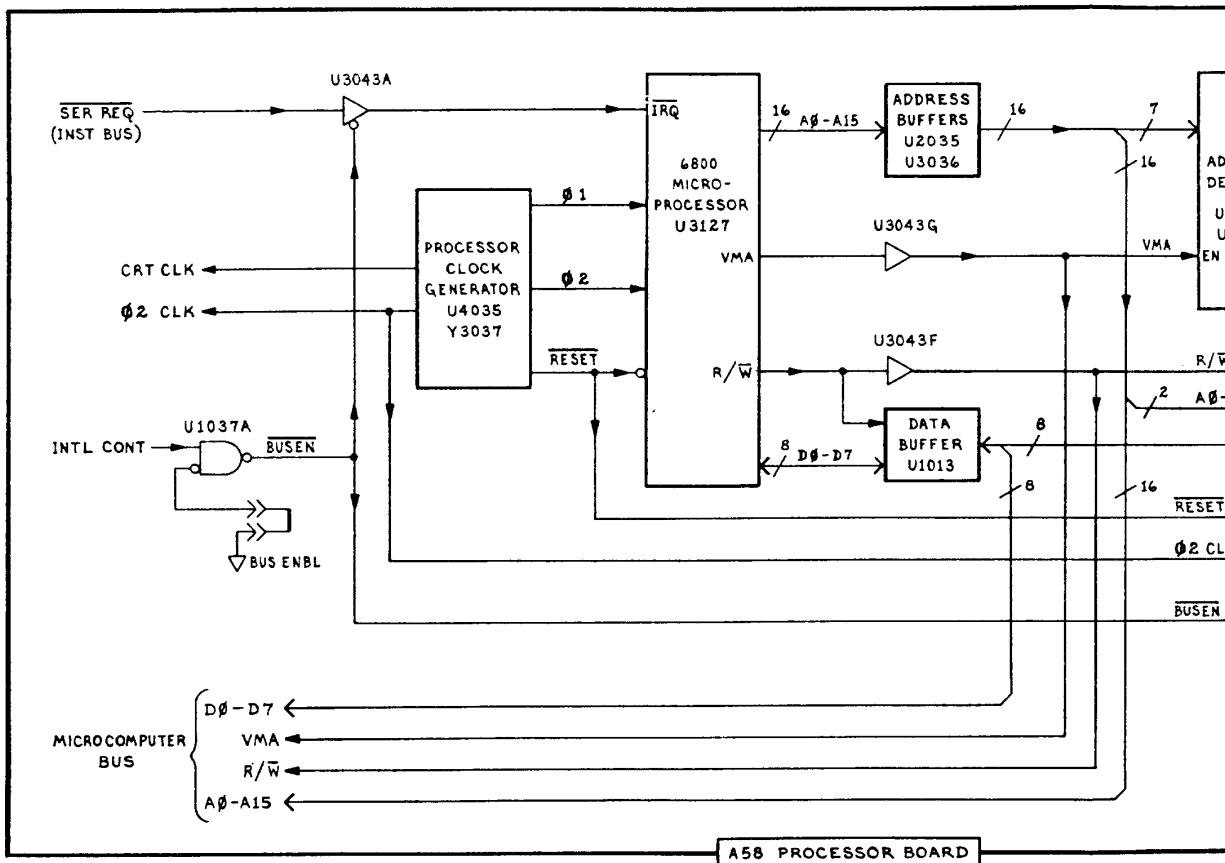 U3043A
SER REQ
(INST BUS)
IRQ
16
AØ-A15
ADDRESS
BUFFERS
U2035
U3036
16
7
16
AD
DE
U
U
6800
MICRO-
PROCESSOR
U3127
Ø1
PROCESSOR
CLOCK
GENERATOR
U4035
Y3037
CRT CLK
Ø2 CLK
Ø2
VMA
U3043G
VMA
EN
RESET
R/W
U3043F
R/W
AØ-
2
U1037A
INTL CONT
BUSEN
BUS ENBL
8
DØ-D7
DATA
BUFFER
U1013
8
8
16
RESET
Ø2 CL
BUSEN
MICROCOMPUTER
BUS
DØ-D7
VMA
R/W
AØ-A15
A58 PROCESSOR BOARD